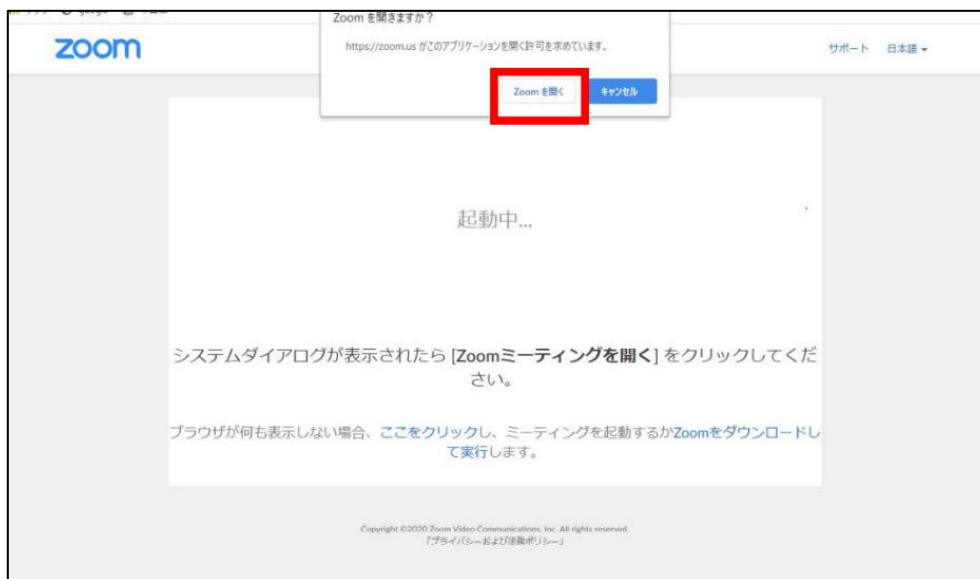 Zoom を開きますか？
https://zoom.us がこのアプリケーションを開く許可を求めています。
Zoom を開く キャンセル
zoom サポート 日本語
起動中...
システムダイアログが表示されたら [Zoomミーティングを開く] をクリックしてくだ
さい。
ブラウザが何も表示しない場合、ここをクリックし、ミーティングを起動するかZoomをダウンロードし
て実行します。
Copyright ©2020 Zoom Video Communications, Inc. All rights reserved.
「プライバシーおよび法務ポリシー」